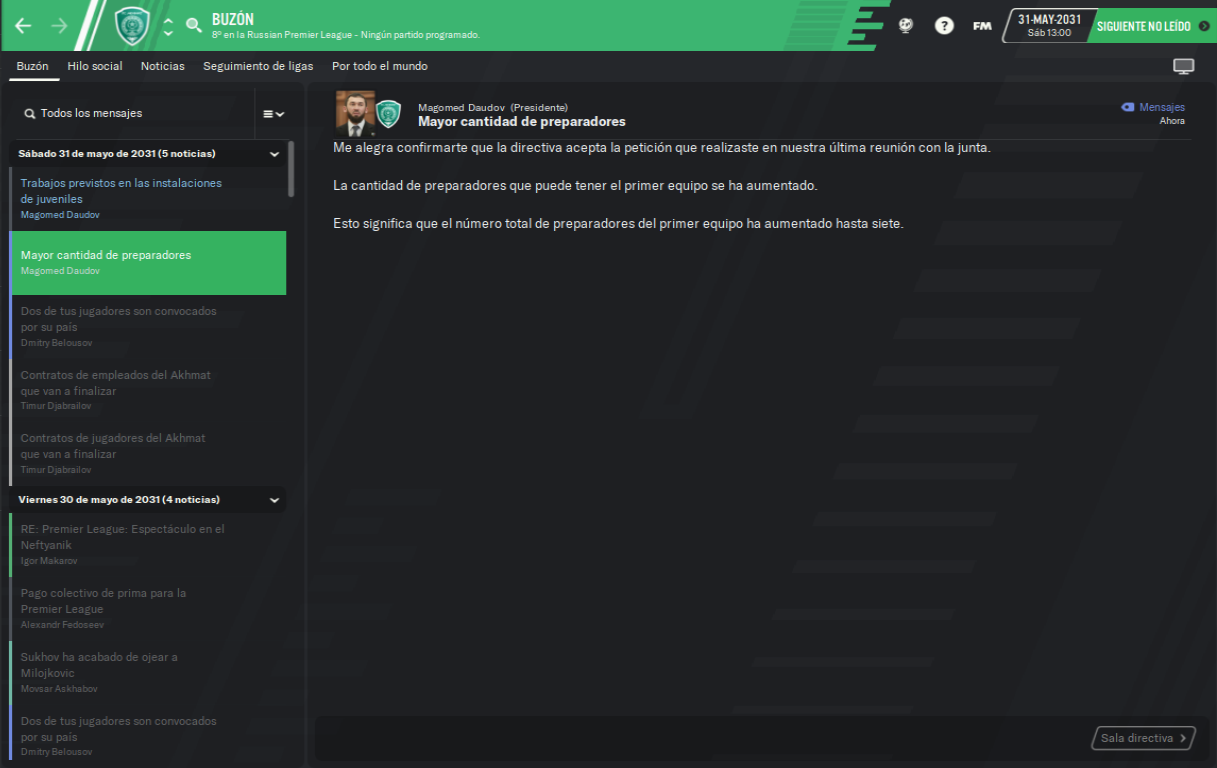 BUZÓN
8º en la Russian Premier League - Ningún partido programado.
?
FM
31-MAY-2031
Sáb 13:00
SIGUIENTE NO LEÍDO
Buzón
Hilo social
Noticias
Seguimiento de ligas
Por todo el mundo
Todos los mensajes
Sábado 31 de mayo de 2031 (5 noticias)
Trabajos previstos en las instalaciones
de juveniles
Magomed Daudov
Mayor cantidad de preparadores
Magomed Daudov
Dos de tus jugadores son convocados
por su país
Dmitry Belousov
Contratos de empleados del Akhmat
que van a finalizar
Timur Djabrailov
Contratos de jugadores del Akhmat
que van a finalizar
Timur Djabrailov
Viernes 30 de mayo de 2031 (4 noticias)
RE: Premier League: Espectáculo en el
Neftyanik
Igor Makarov
Pago colectivo de prima para la
Premier League
Alexandr Fedoseev
Sukhov ha acabado de ojear a
Milojkovic
Movsar Askhabov
Dos de tus jugadores son convocados
por su país
Dmitry Belousov
Magomed Daudov (Presidente)
Mayor cantidad de preparadores
Mensajes
Ahora
Me alegra confirmarte que la directiva acepta la petición que realizaste en nuestra última reunión con la junta.
La cantidad de preparadores que puede tener el primer equipo se ha aumentado.
Esto significa que el número total de preparadores del primer equipo ha aumentado hasta siete.
Sala directiva